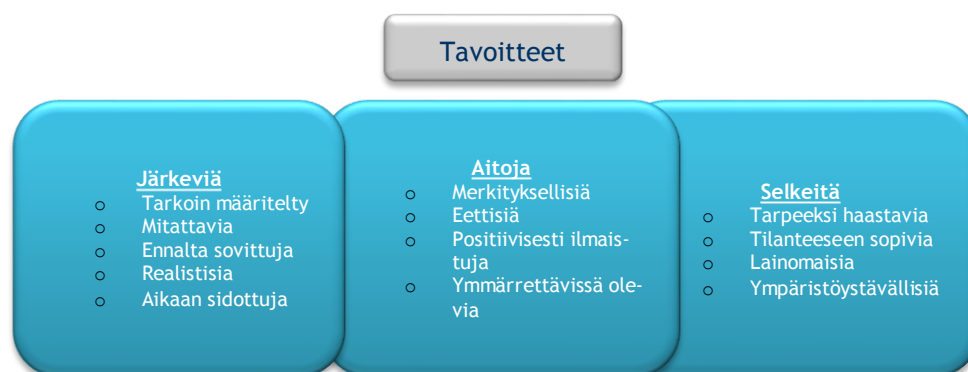 Tavoitteet
Järkeviä
o Tarkoin määritelty
o Mitattavia
o Ennalta sovittuja
o Realistisia
o Aikaan sidottuja
Aitoja
o Merkityksellisiä
o Eettisiä
o Positiivisesti ilmais-
tuja
o Ymmärrettävissä ole-
via
Selkeitä
o Tarpeeksi haastavia
o Tilanteeseen sopivia
o Lainomaisia
o Ympäristöystävällisiä